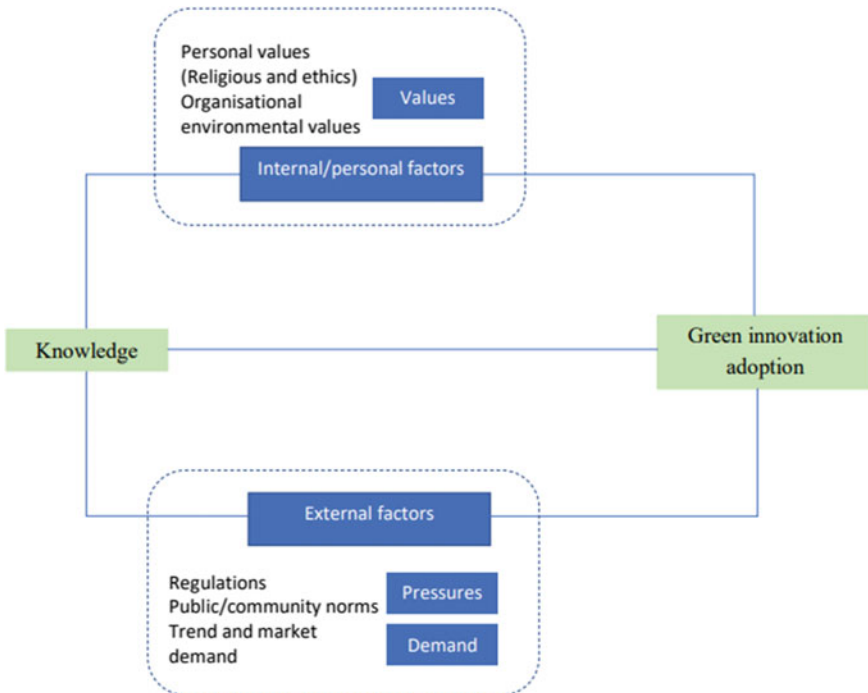 Personal values
(Religious and ethics)
Organisational
environmental values
Values
Internal/personal factors
Knowledge
Green innovation
adoption
External factors
Regulations
Public/community norms
Trend and market
demand
Pressures
Demand